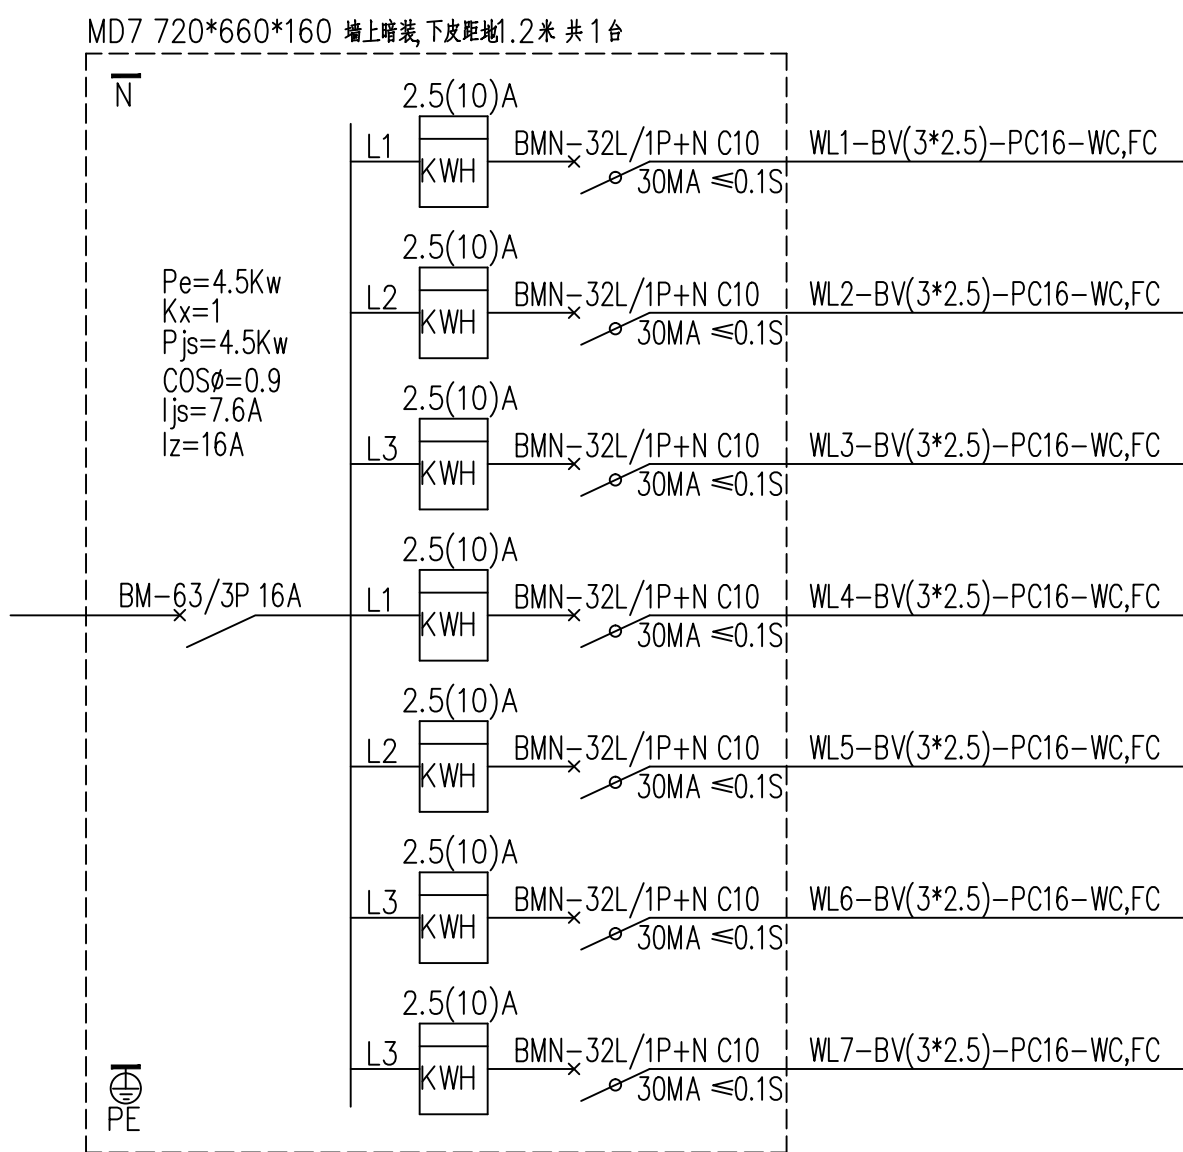 MD7 720*660*160 墙上暗装,下皮距地1.2米 共1台
N
2.5(10)A
L1
KWH
BMN-32L/1P+N C10
30MA ≤0.1S
WL1-BV(3*2.5)-PC16-WC,FC
2.5(10)A
L2
KWH
BMN-32L/1P+N C10
30MA ≤0.1S
WL2-BV(3*2.5)-PC16-WC,FC
Pe=4.5Kw
Kx=1
Pjs=4.5Kw
COSø=0.9
Ijs=7.6A
Iz=16A
2.5(10)A
L3
KWH
BMN-32L/1P+N C10
30MA ≤0.1S
WL3-BV(3*2.5)-PC16-WC,FC
BM-63/3P 16A
2.5(10)A
L1
KWH
BMN-32L/1P+N C10
30MA ≤0.1S
WL4-BV(3*2.5)-PC16-WC,FC
2.5(10)A
L2
KWH
BMN-32L/1P+N C10
30MA ≤0.1S
WL5-BV(3*2.5)-PC16-WC,FC
2.5(10)A
L3
KWH
BMN-32L/1P+N C10
30MA ≤0.1S
WL6-BV(3*2.5)-PC16-WC,FC
2.5(10)A
L3
KWH
BMN-32L/1P+N C10
30MA ≤0.1S
WL7-BV(3*2.5)-PC16-WC,FC
PE